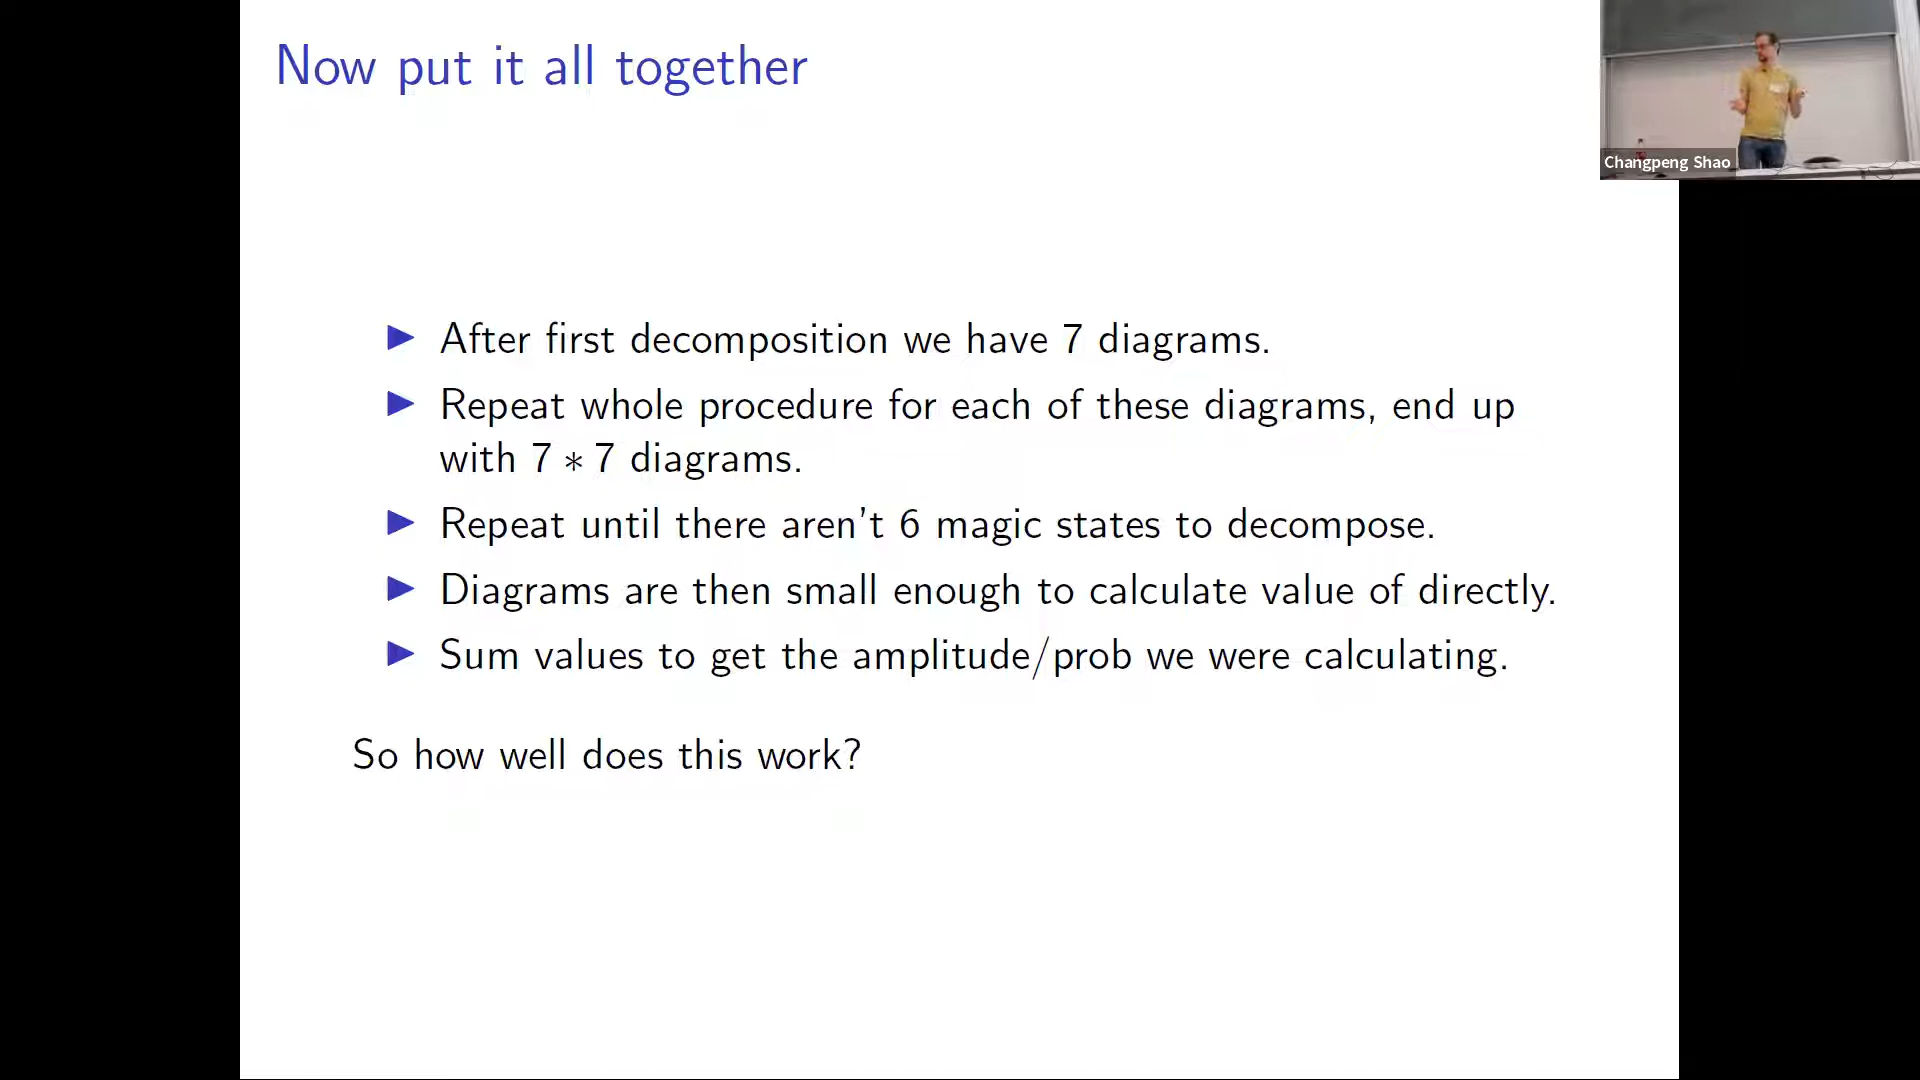 Now put it all together
Changpeng Shao
▶ After first decomposition we have 7 diagrams.
▶ Repeat whole procedure for each of these diagrams, end up
with 7 ∗ 7 diagrams.
▶ Repeat until there aren't 6 magic states to decompose.
▶ Diagrams are then small enough to calculate value of directly.
▶ Sum values to get the amplitude/prob we were calculating.
So how well does this work?